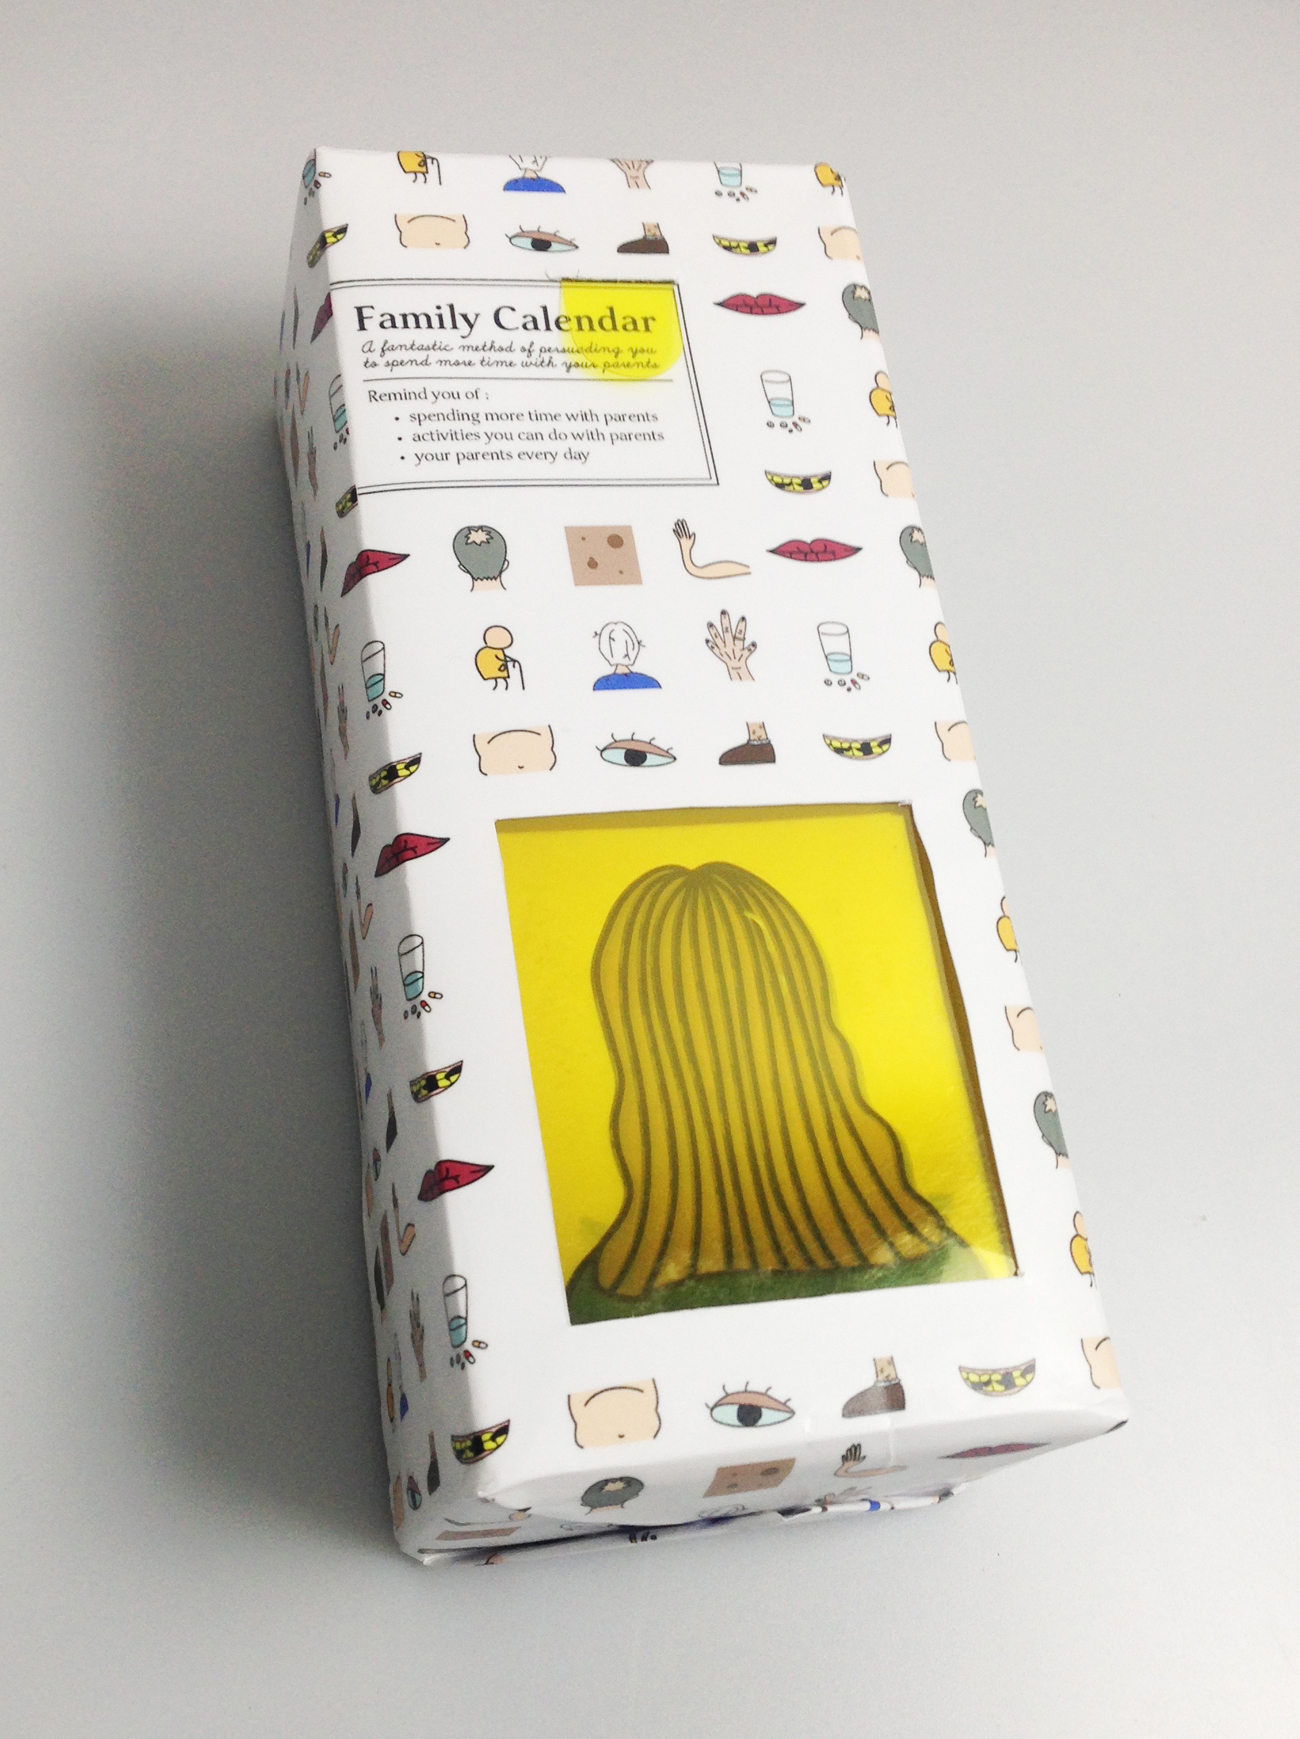 Family Calendar
A fantastic method of persuading you
to spend more time with your parents
Remind you of :
• spending more time with parents
• activities you can do with parents
• your parents every day